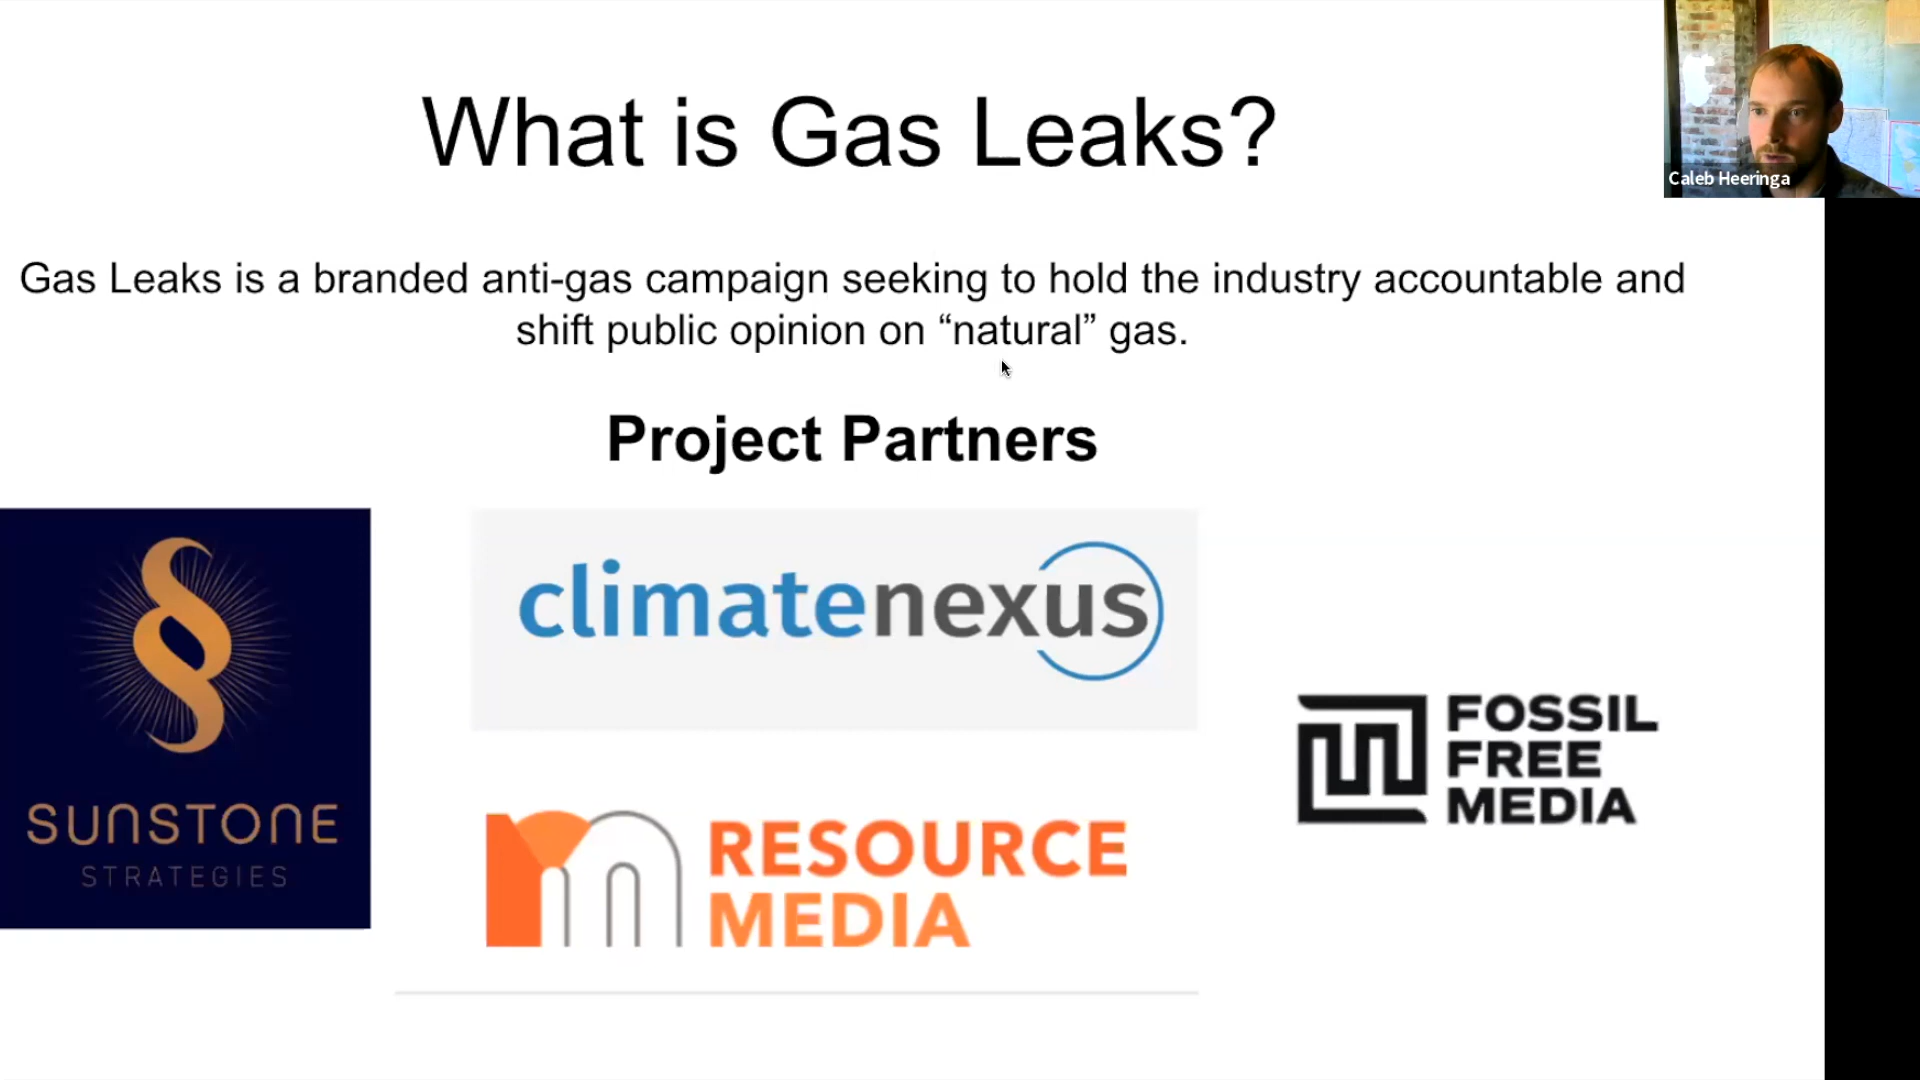 What is Gas Leaks?
Caleb Heeringa
Gas Leaks is a branded anti-gas campaign seeking to hold the industry accountable and
shift public opinion on “natural” gas.
Project Partners
SUNSTONE
STRATEGIES
climatenexus
RESOURCE
MEDIA
FOSSIL
FREE
MEDIA